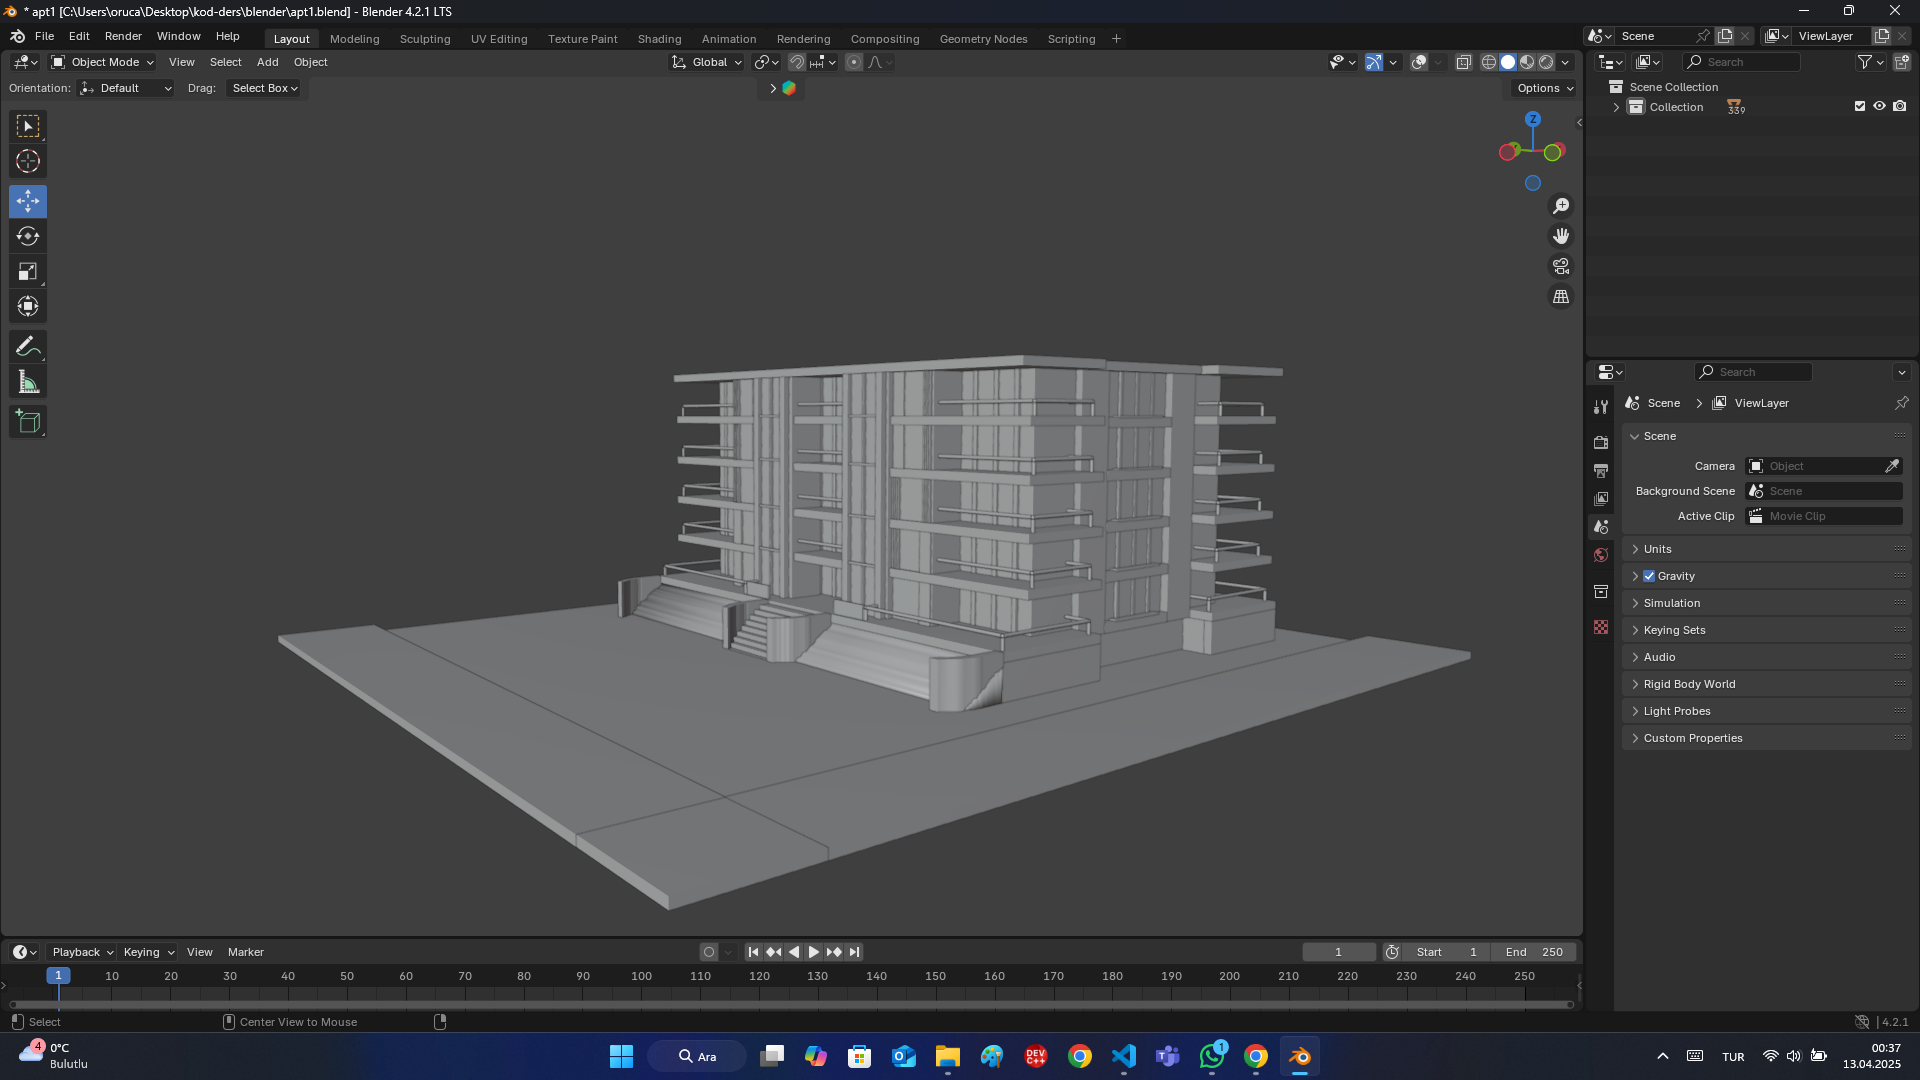 * apt1 [C:\Users\oruca\Desktop\kod-ders\blender\apt1.blend] - Blender 4.2.1 LTS
File Edit Render Window Help Layout Modeling Sculpting UV Editing Texture Paint Shading Animation Rendering Compositing Geometry Nodes Scripting + Scene ViewLayer
Object Mode View Select Add Object Global Search
Orientation: Default Drag: Select Box Options
Scene Collection
Collection 339
Z
Search
Scene > ViewLayer
Scene
Camera Object
Background Scene Scene
Active Clip Movie Clip
Units
Gravity
Simulation
Keying Sets
Audio
Rigid Body World
Light Probes
Custom Properties
Playback Keying View Marker 1 Start 1 End 250
1 10 20 30 40 50 60 70 80 90 100 110 120 130 140 150 160 170 180 190 200 210 220 230 240 250
Select Center View to Mouse 4.2.1
4 0°C
Bulutlu
Ara
DEV C++
1
TUR
00:37
13.04.2025